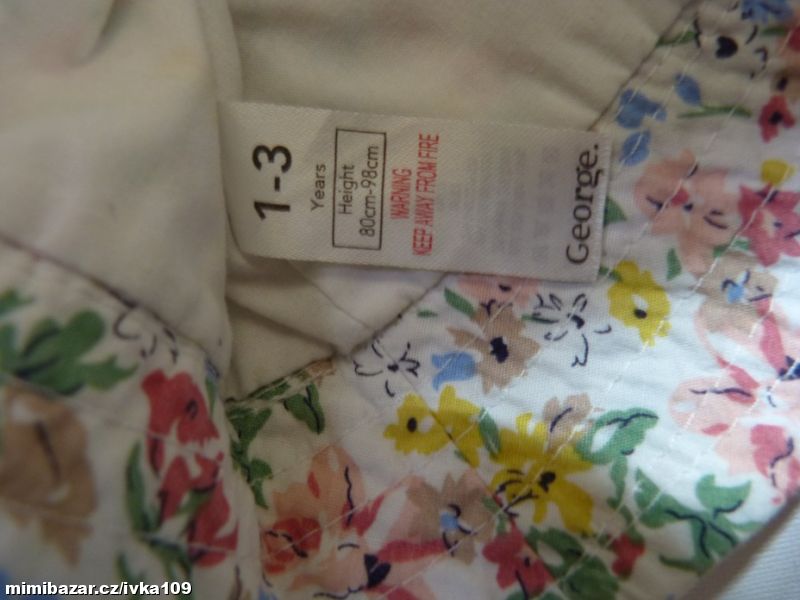 1-3
Years
Height
80cm-98cm
WARNING
KEEP AWAY FROM FIRE
George.
mimibazar.cz/ivka109